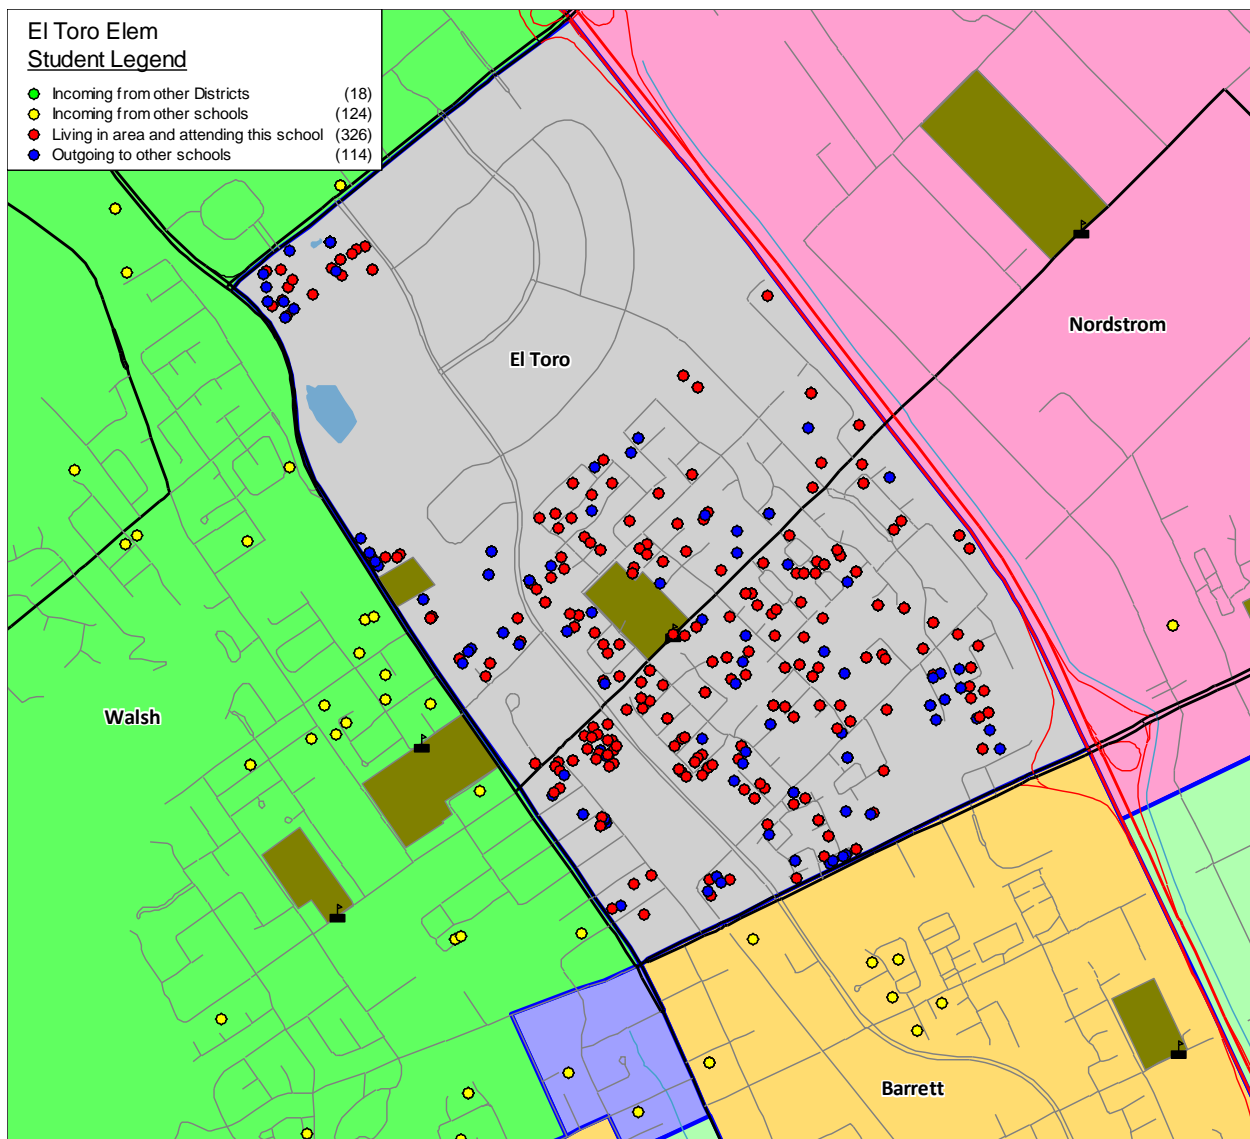 El Toro Elem
Student Legend
Incoming from other Districts (18)
Incoming from other schools (124)
Living in area and attending this school (326)
Outgoing to other schools (114)
Nordstrom
El Toro
Walsh
Barrett